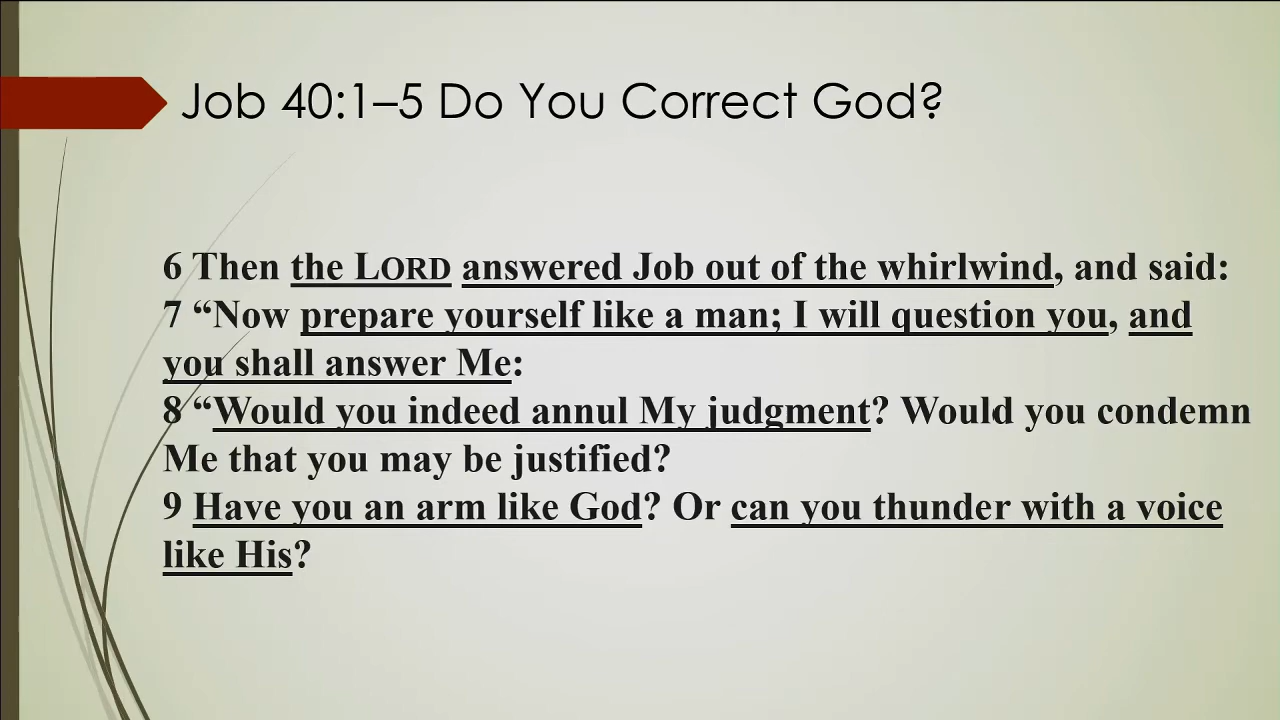 Job 40:1–5 Do You Correct God?
6 Then the LORD answered Job out of the whirlwind, and said:
7 “Now prepare yourself like a man; I will question you, and
you shall answer Me:
8 “Would you indeed annul My judgment? Would you condemn
Me that you may be justified?
9 Have you an arm like God? Or can you thunder with a voice
like His?